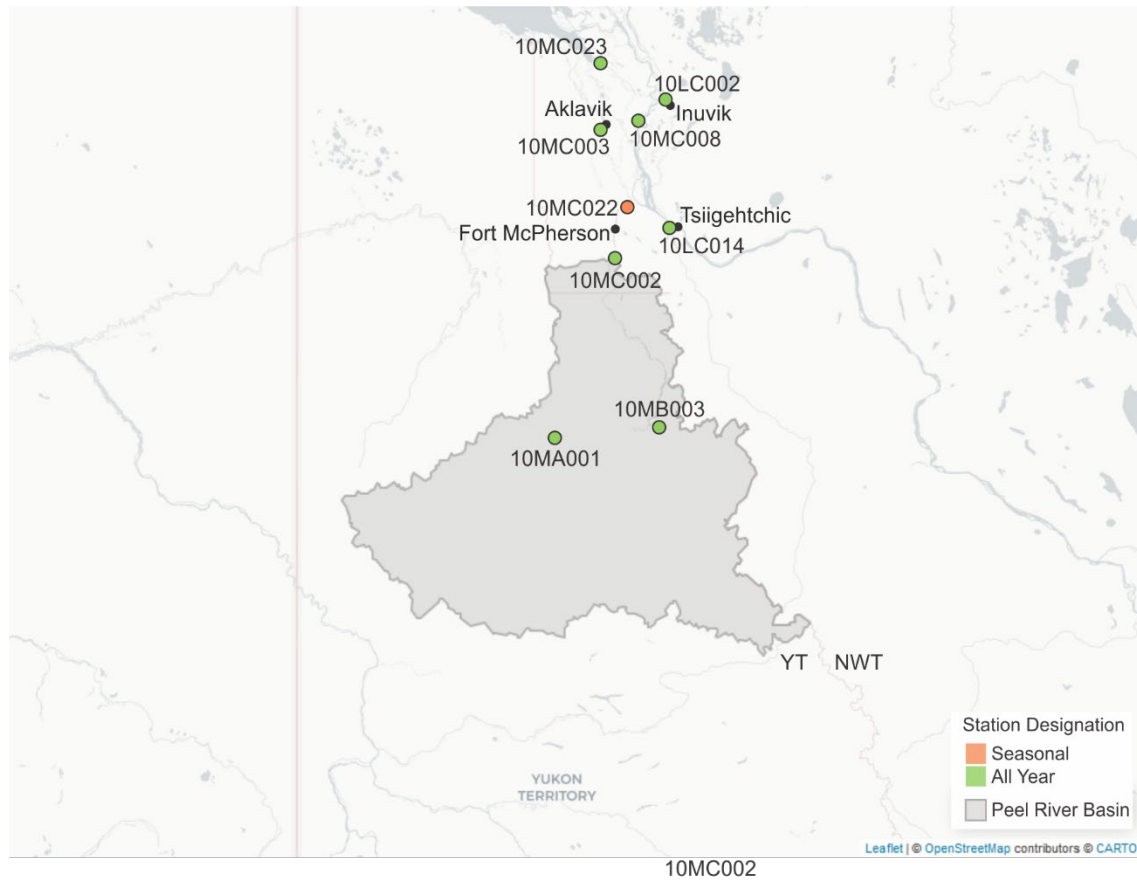 10MC023
10LC002
Aklavik
Inuvik
10MC003
10MC008
10MC022
Tsiigehtchic
Fort McPherson
10LC014
10MC002
10MB003
10MA001
YT NWT
Station Designation
Seasonal
All Year
Peel River Basin
YUKON
TERRITORY
Leaflet | © OpenStreetMap contributors © CARTO
10MC002